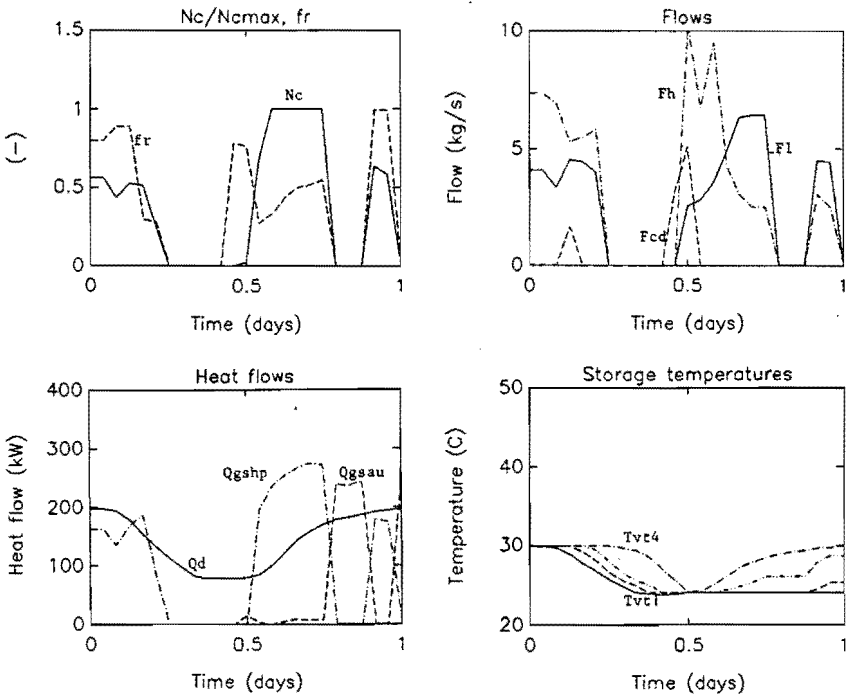 Nc/Ncmax, fr
1.5
1
0.5
0
(-)
Nc
fr
0
0.5
1
Time (days)
Flows
10
5
0
Flow (kg/s)
Fh
Fl
Fcd
0
0.5
1
Time (days)
Heat flows
400
300
200
100
0
Heat flow (kW)
Qgshp
Qgsau
Qd
0
0.5
1
Time (days)
Storage temperatures
50
40
30
20
Temperature (C)
Tvt4
Tvt1
0
0.5
1
Time (days)